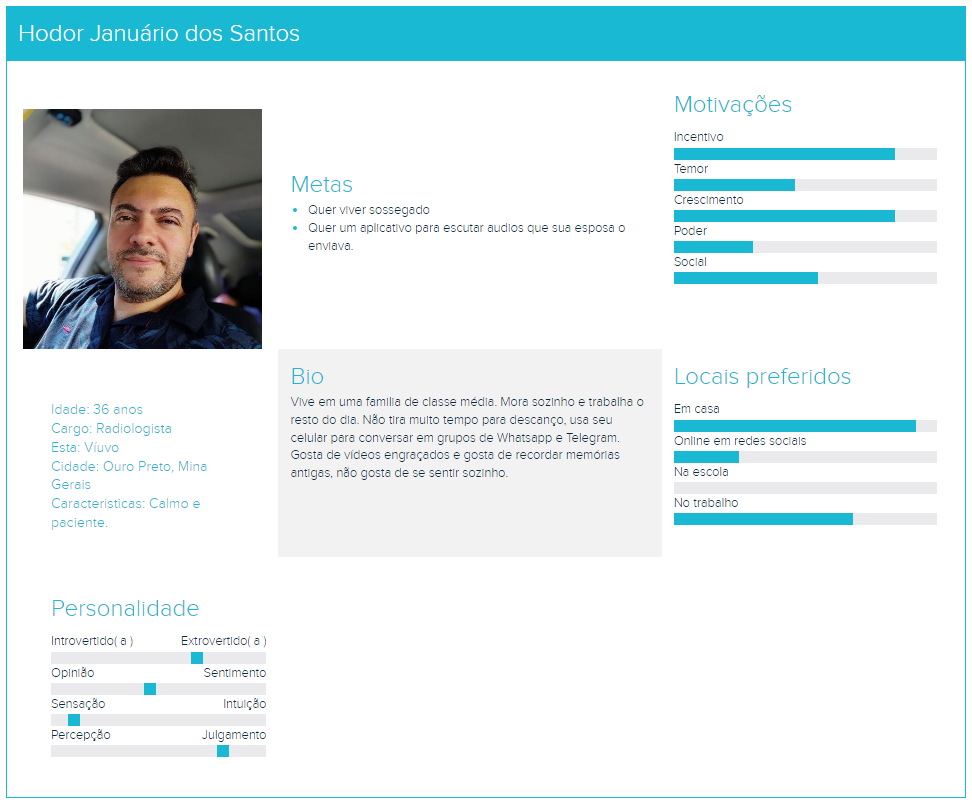 Hodor Januário dos Santos
Metas
Quer viver sossegado
Quer um aplicativo para escutar audios que sua esposa o
enviava.
Motivações
Incentivo
Temor
Crescimento
Poder
Social
Idade: 36 anos
Cargo: Radiologista
Esta: Víuvo
Cidade: Ouro Preto, Mina
Gerais
Caracteristicas: Calmo e
paciente.
Bio
Vive em uma familia de classe média. Mora sozinho e trabalha o
resto do dia. Não tira muito tempo para descanço, usa seu
celular para conversar em grupos de Whatsapp e Telegram.
Gosta de vídeos engraçados e gosta de recordar memórias
antigas, não gosta de se sentir sozinho.
Locais preferidos
Em casa
Online em redes sociais
Na escola
No trabalho
Personalidade
Introvertido( a ) Extrovertido( a )
Opinião Sentimento
Sensação Intuição
Percepção Julgamento